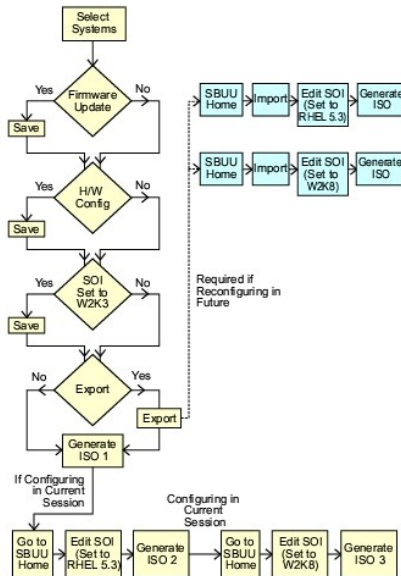 Select
Systems
Yes
Firmware
Update
No
Save
Yes
H/W
Config
No
Save
Yes
SOI
Set to
W2K3
No
Save
No
Export
Yes
Export
Generate
ISO 1
SBUU
Home
Import
Edit SOI
(Set to
RHEL 5.3)
Generate
ISO
SBUU
Home
Import
Edit SOI
(Set to
W2K8)
Generate
ISO
Required if
Reconfiguring in
Future
If Configuring
in Current
Session
Go to
SBUU
Home
Edit SOI
(Set to
RHEL 5.3)
Generate
ISO 2
Configuring in
Current
Session
Go to
SBUU
Home
Edit SOI
(Set to
W2K8)
Generate
ISO 3